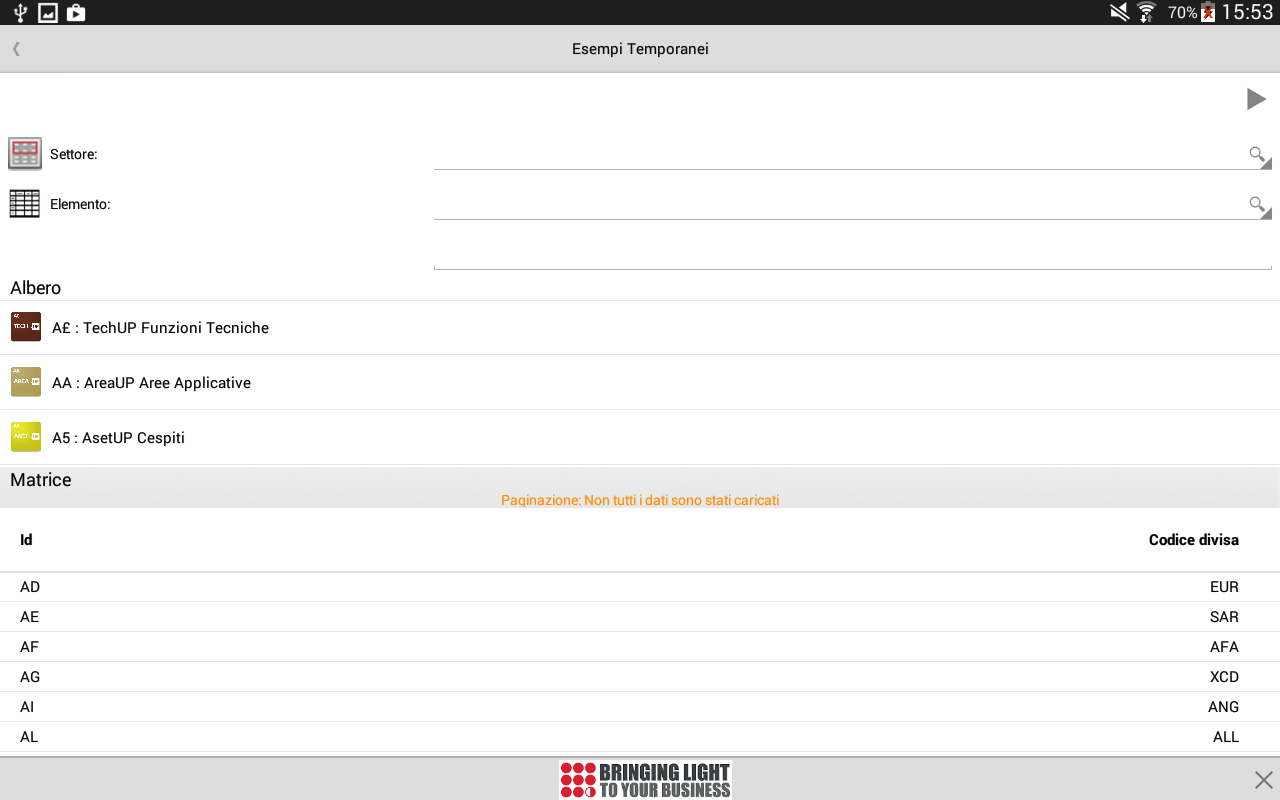 70% 15:53
Esempi Temporanei
Settore:
Elemento:
Albero
A£ : TechUP Funzioni Tecniche
AA : AreaUP Aree Applicative
A5 : AsetUP Cespiti
Matrice
Paginazione: Non tutti i dati sono stati caricati
Id Codice divisa
AD EUR
AE SAR
AF AFA
AG XCD
AI ANG
AL ALL
BRINGING LIGHT
TO YOUR BUSINESS